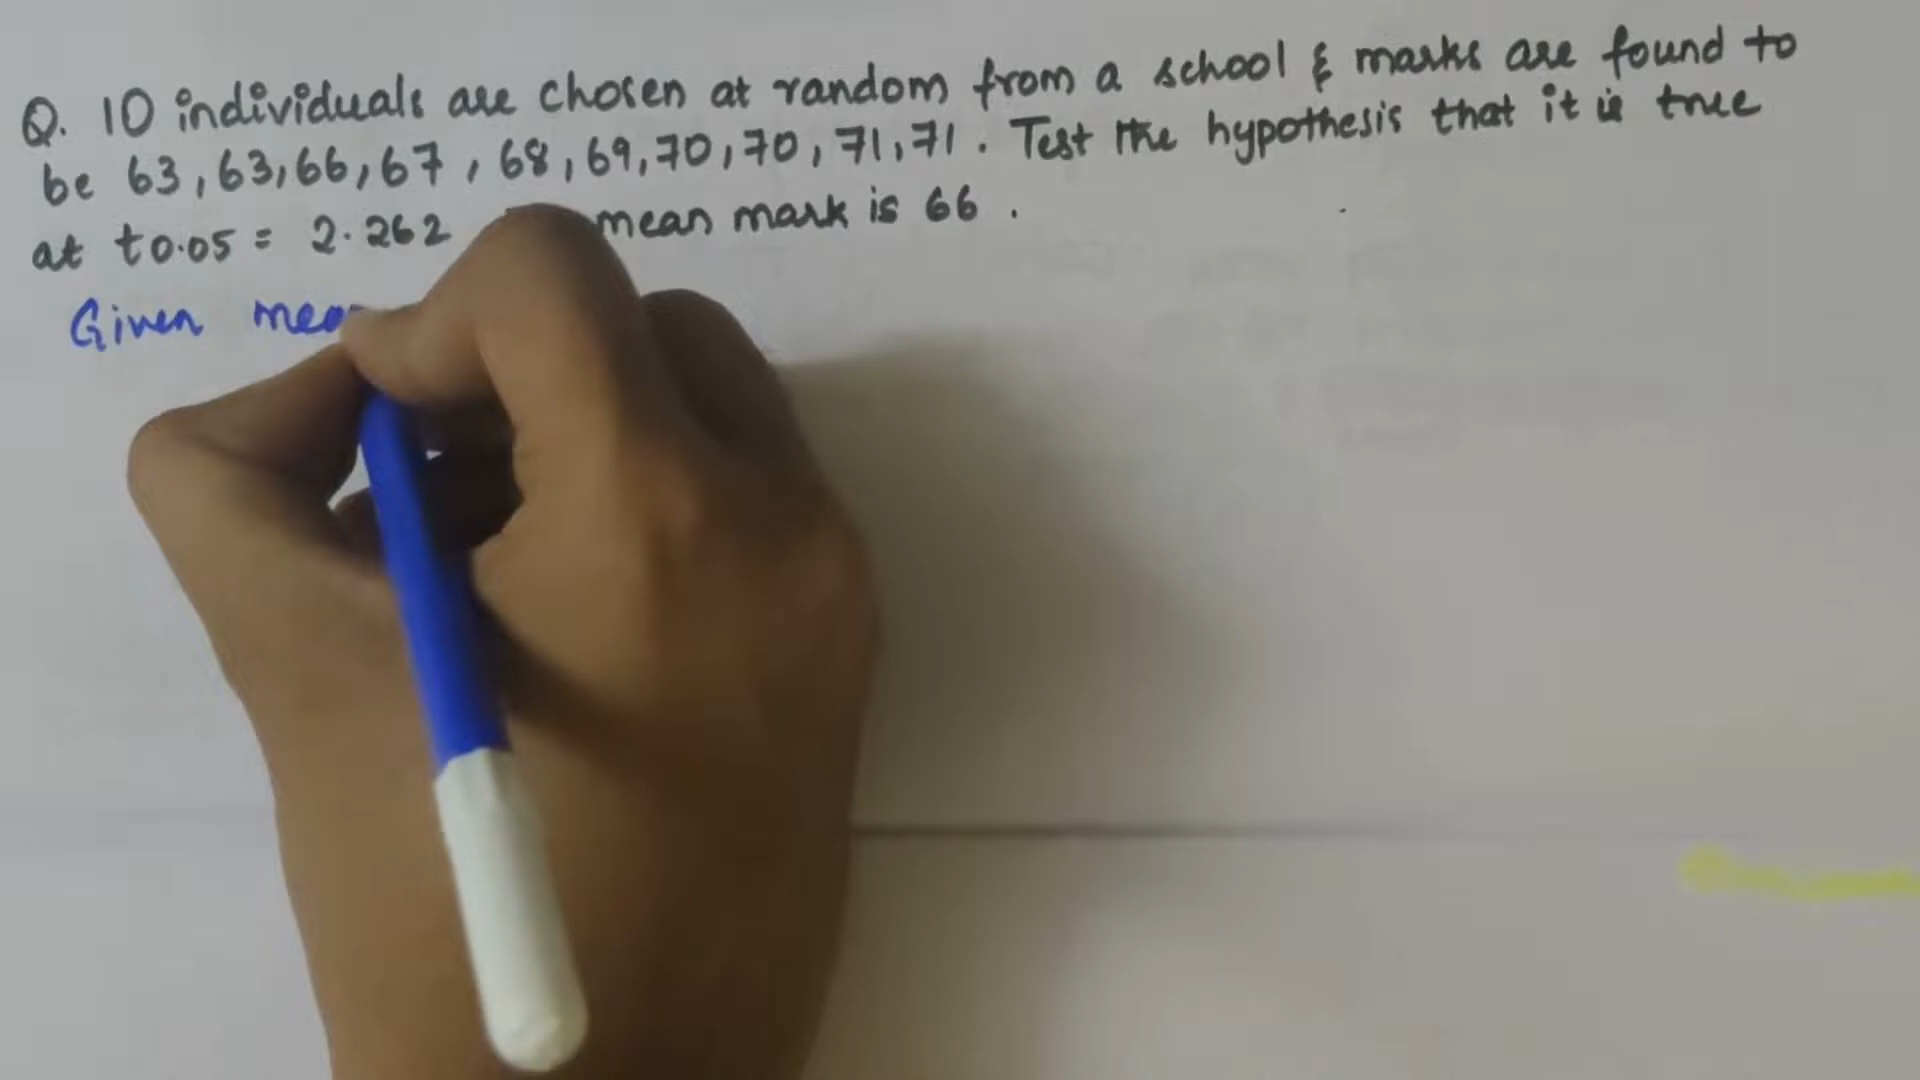 Q. 10 individuals are chosen at random from a school & marks are found to
be 63, 63, 66, 67, 68, 69, 70, 70, 71, 71. Test the hypothesis that it is true
at t0.05 = 2.262 mean mark is 66.
Given mean